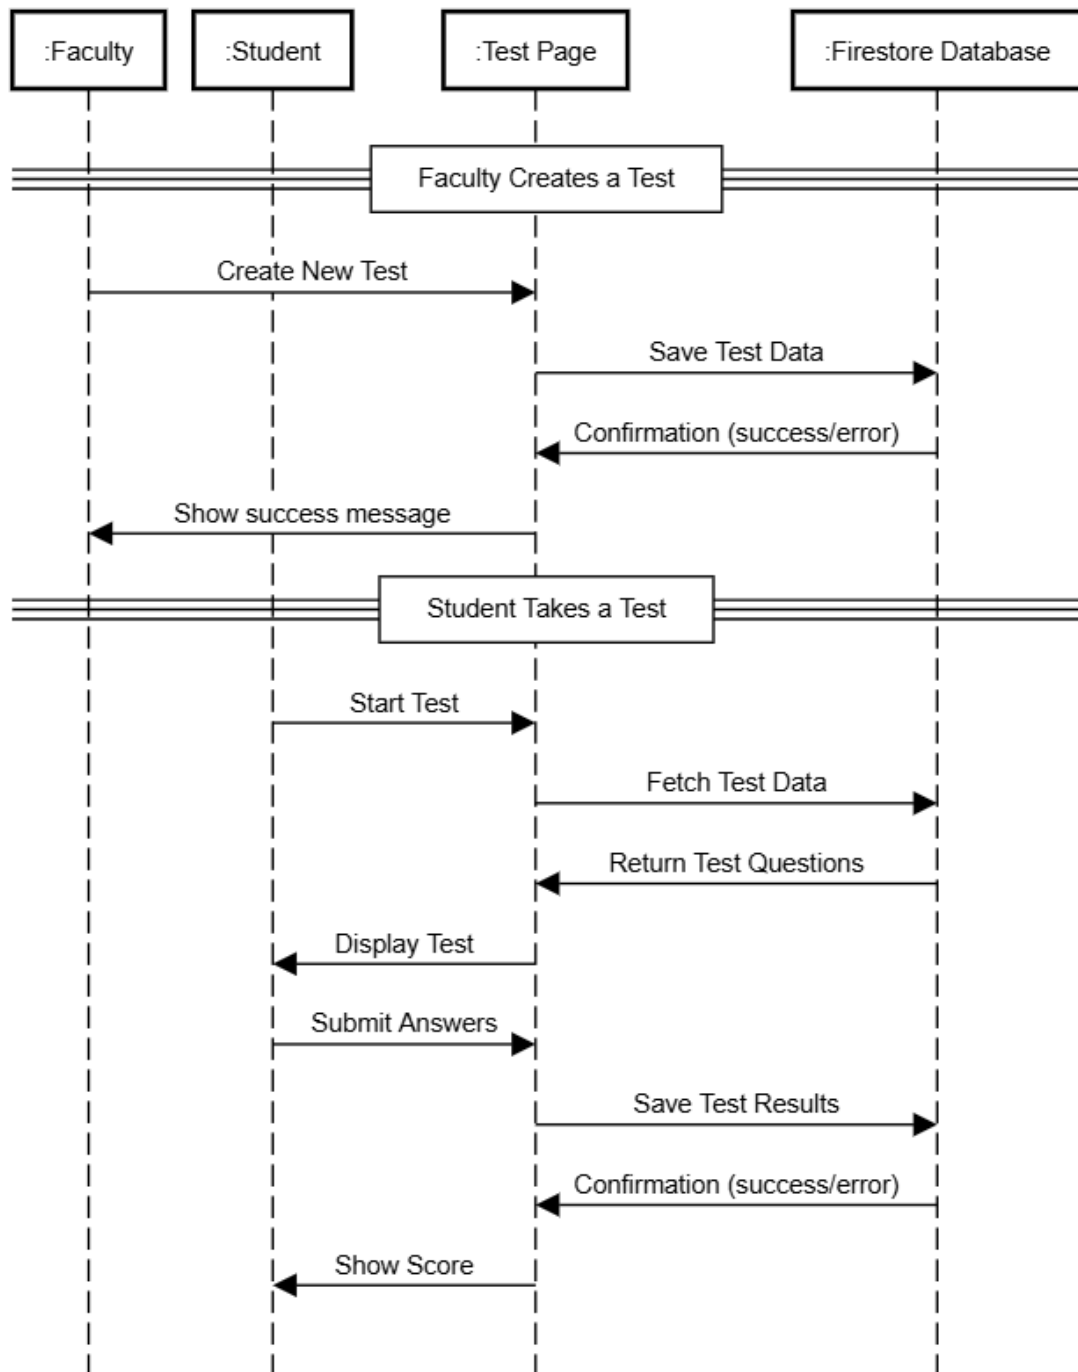 :Faculty
:Student
:Test Page
:Firestore Database
Faculty Creates a Test
Create New Test
Save Test Data
Confirmation (success/error)
Show success message
Student Takes a Test
Start Test
Fetch Test Data
Return Test Questions
Display Test
Submit Answers
Save Test Results
Confirmation (success/error)
Show Score